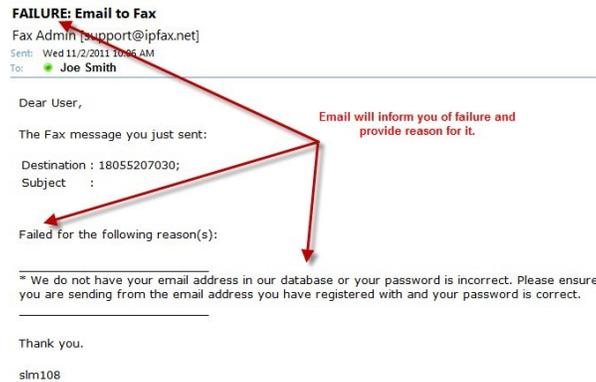 FAILURE: Email to Fax
Fax Admin [support@ipfax.net]
Sent: Wed 11/2/2011 10:06 AM
To: Joe Smith
Dear User,
Email will inform you of failure and
provide reason for it.
The Fax message you just sent:
Destination : 18055207030;
Subject :
Failed for the following reason(s):
* We do not have your email address in our database or your password is incorrect. Please ensure
you are sending from the email address you have registered with and your password is correct.
Thank you.
slm108